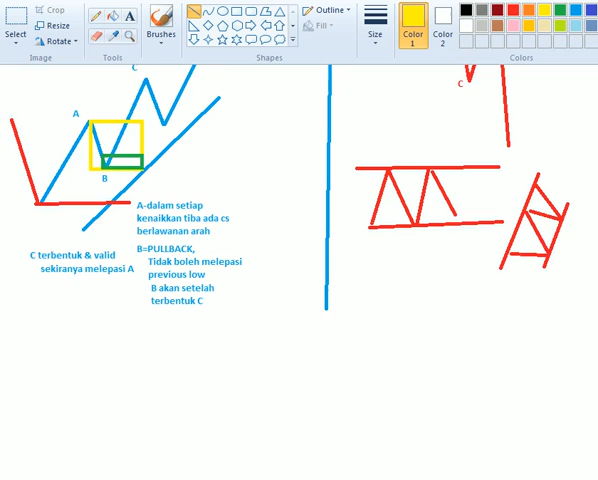 Select
Crop
Resize
Rotate
Image
Tools
Brushes
Shapes
Outline
Fill
Size
Color
1
Color
2
Colors
C
A
B
A-dalam setiap
kenaikkan tiba ada cs
berlawanan arah
B=PULLBACK,
Tidak boleh melepasi
previous low
B akan setelah
terbentuk C
C terbentuk & valid
sekiranya melepasi A
C